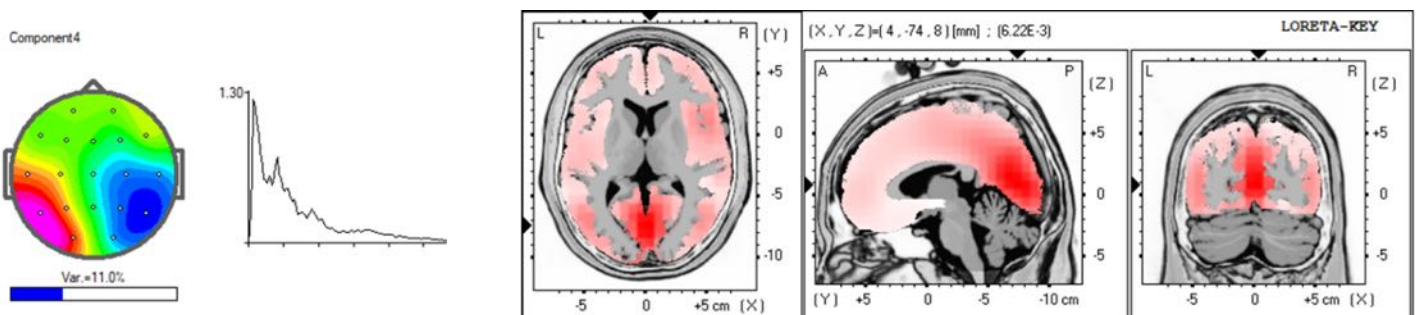 Component4
1.30
Var.=11.0%
L R (Y)
+5
0
-5
-10
-5 0 +5 cm (X)
(X,Y,Z)=(4,-74,8)[mm] ; (6.22E-3)
A P (Z)
+5
0
-5
(Y) +5 0 -5 -10 cm
LORETA-KEY
L R (Z)
+5
0
-5
-5 0 +5 cm (X)